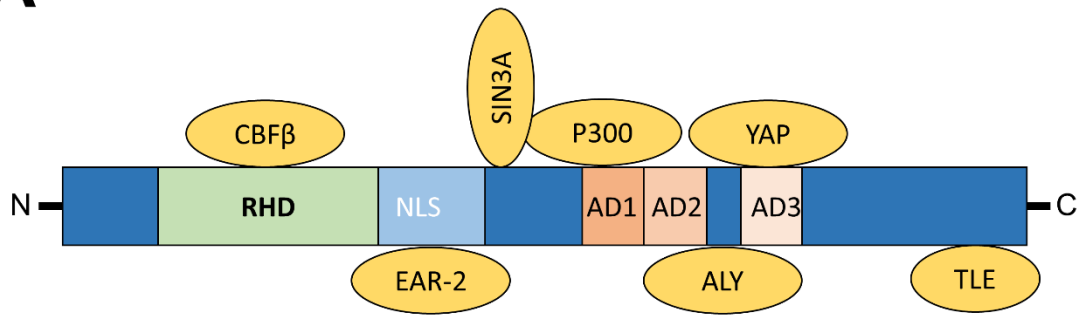 A
SIN3A
CBFβ
P300
YAP
N
RHD
NLS
AD1
AD2
AD3
C
EAR-2
ALY
TLE